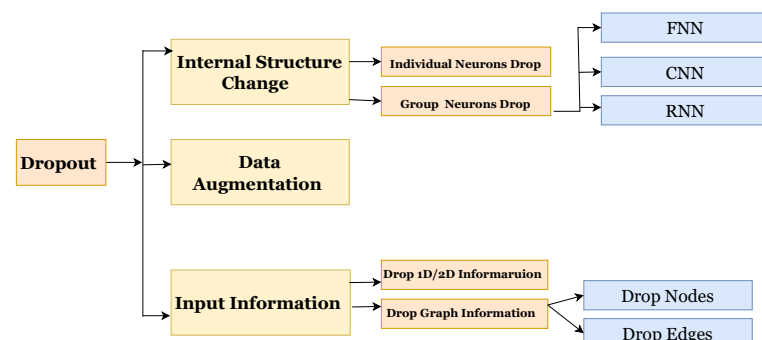 Dropout
Internal Structure
Change
Individual Neurons Drop
Group Neurons Drop
FNN
CNN
RNN
Data
Augmentation
Input Information
Drop 1D/2D Informaruion
Drop Graph Information
Drop Nodes
Drop Edges